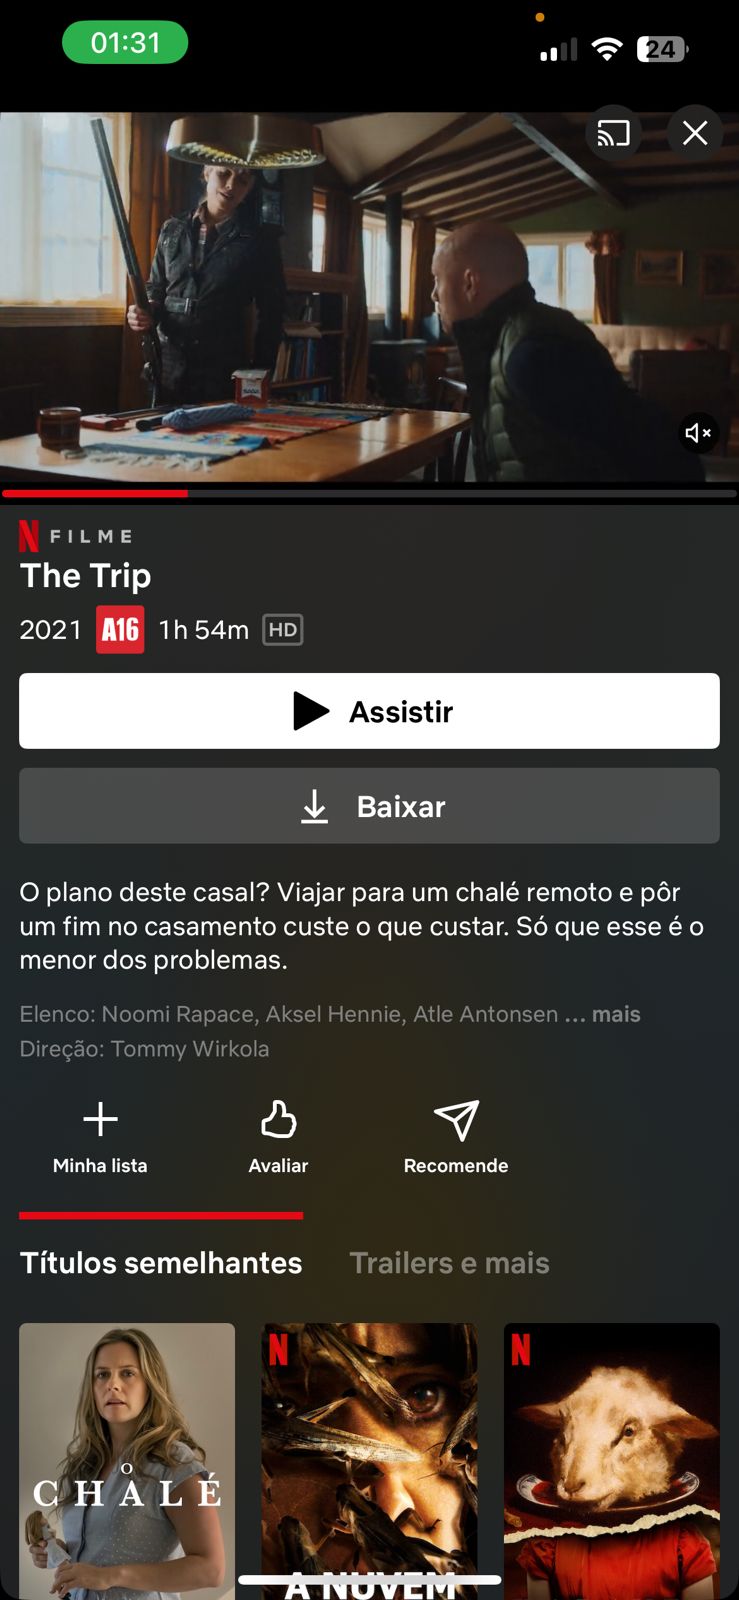 01:31
24
FILME
The Trip
2021 A16 1h 54m HD
Assistir
Baixar
O plano deste casal? Viajar para um chalé remoto e pôr
um fim no casamento custe o que custar. Só que esse é o
menor dos problemas.
Elenco: Noomi Rapace, Aksel Hennie, Atle Antonsen ... mais
Direção: Tommy Wirkola
Minha lista Avaliar Recomende
Títulos semelhantes Trailers e mais
N N
O
CHALÉ
A NUVEM